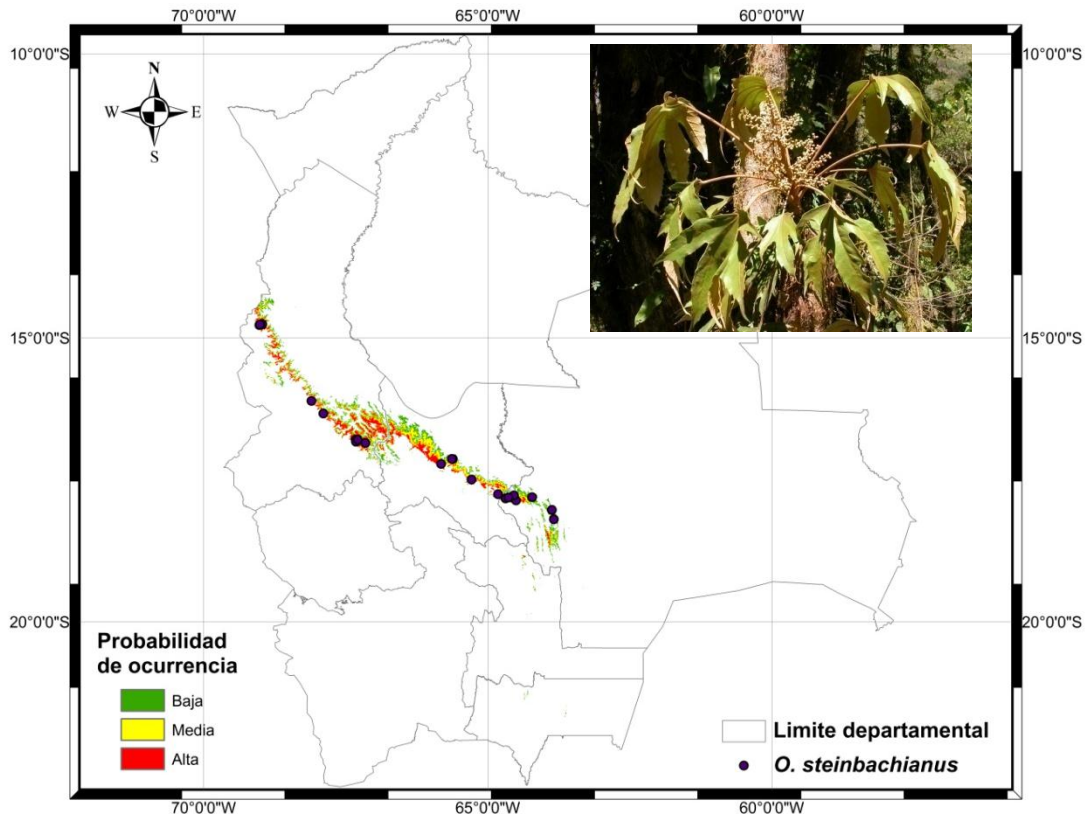 70°0'0"W 65°0'0"W 60°0'0"W
10°0'0"S 10°0'0"S
N
W E
S
15°0'0"S 15°0'0"S
20°0'0"S 20°0'0"S
Probabilidad
de ocurrencia
Baja
Media
Alta
Limite departamental
O. steinbachianus
70°0'0"W 65°0'0"W 60°0'0"W